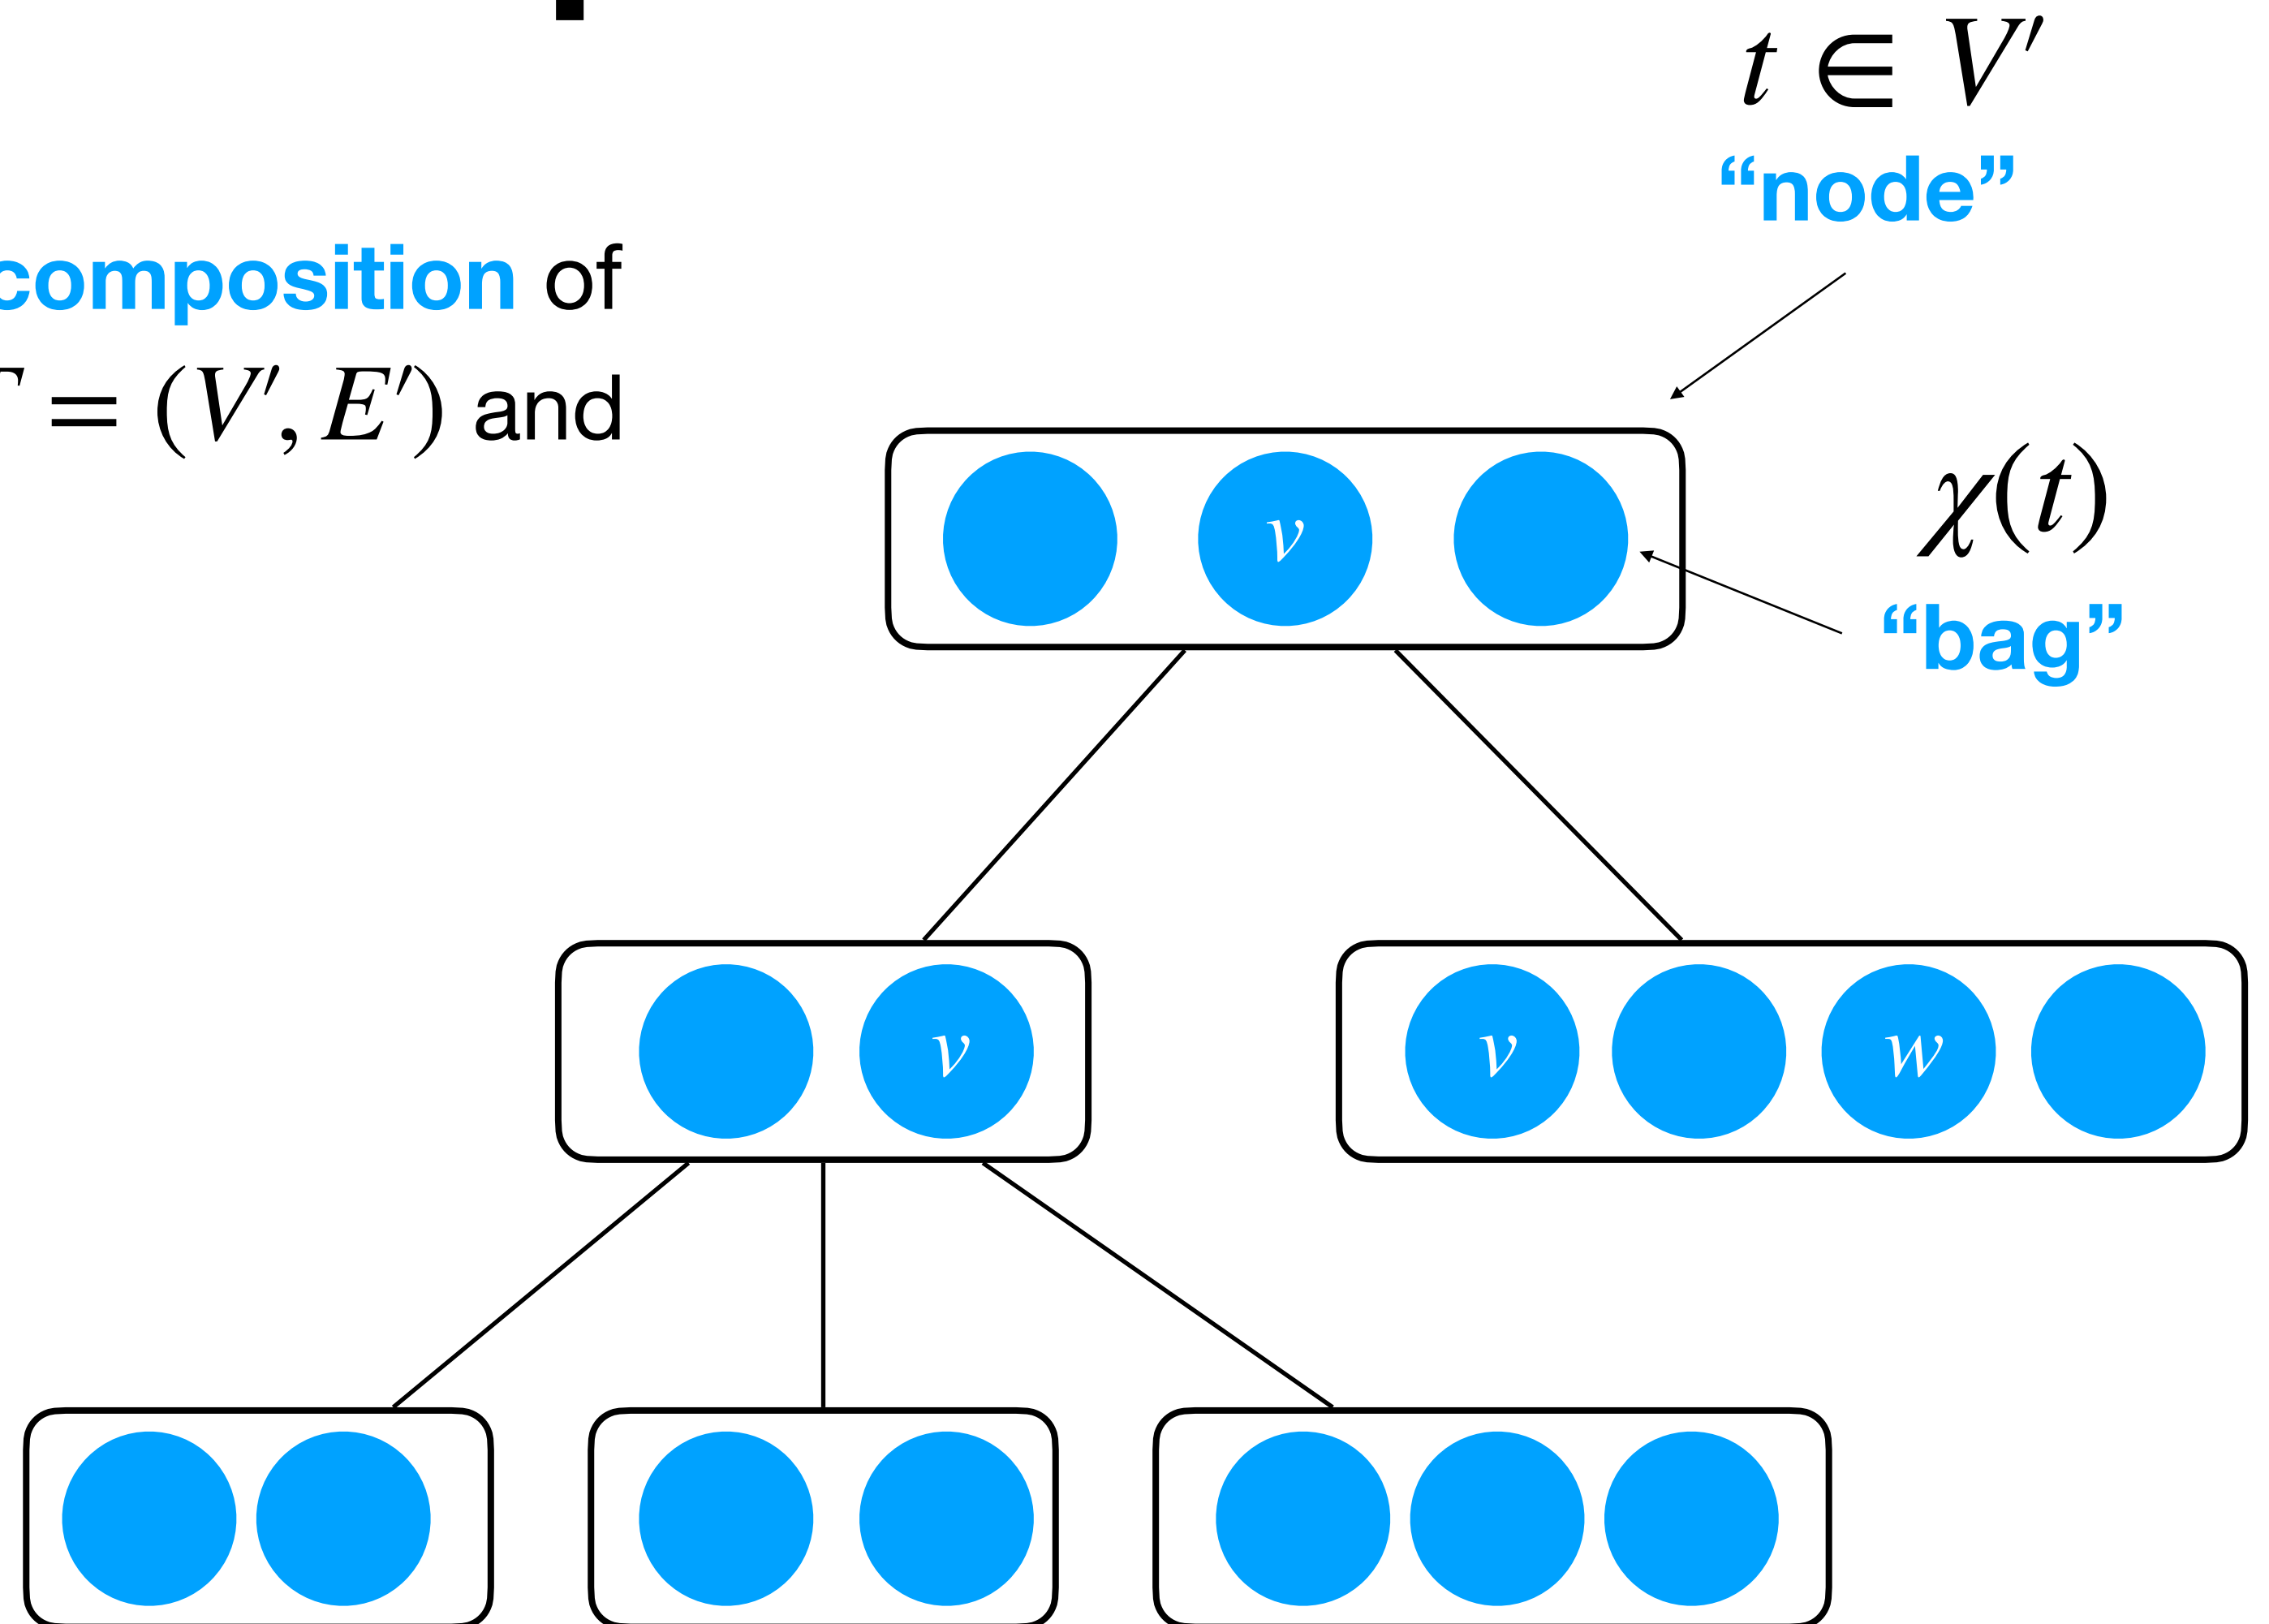 t ∈ V′
“node”
composition of
= (V′, E′) and
χ(t)
“bag”
v
v
v
w